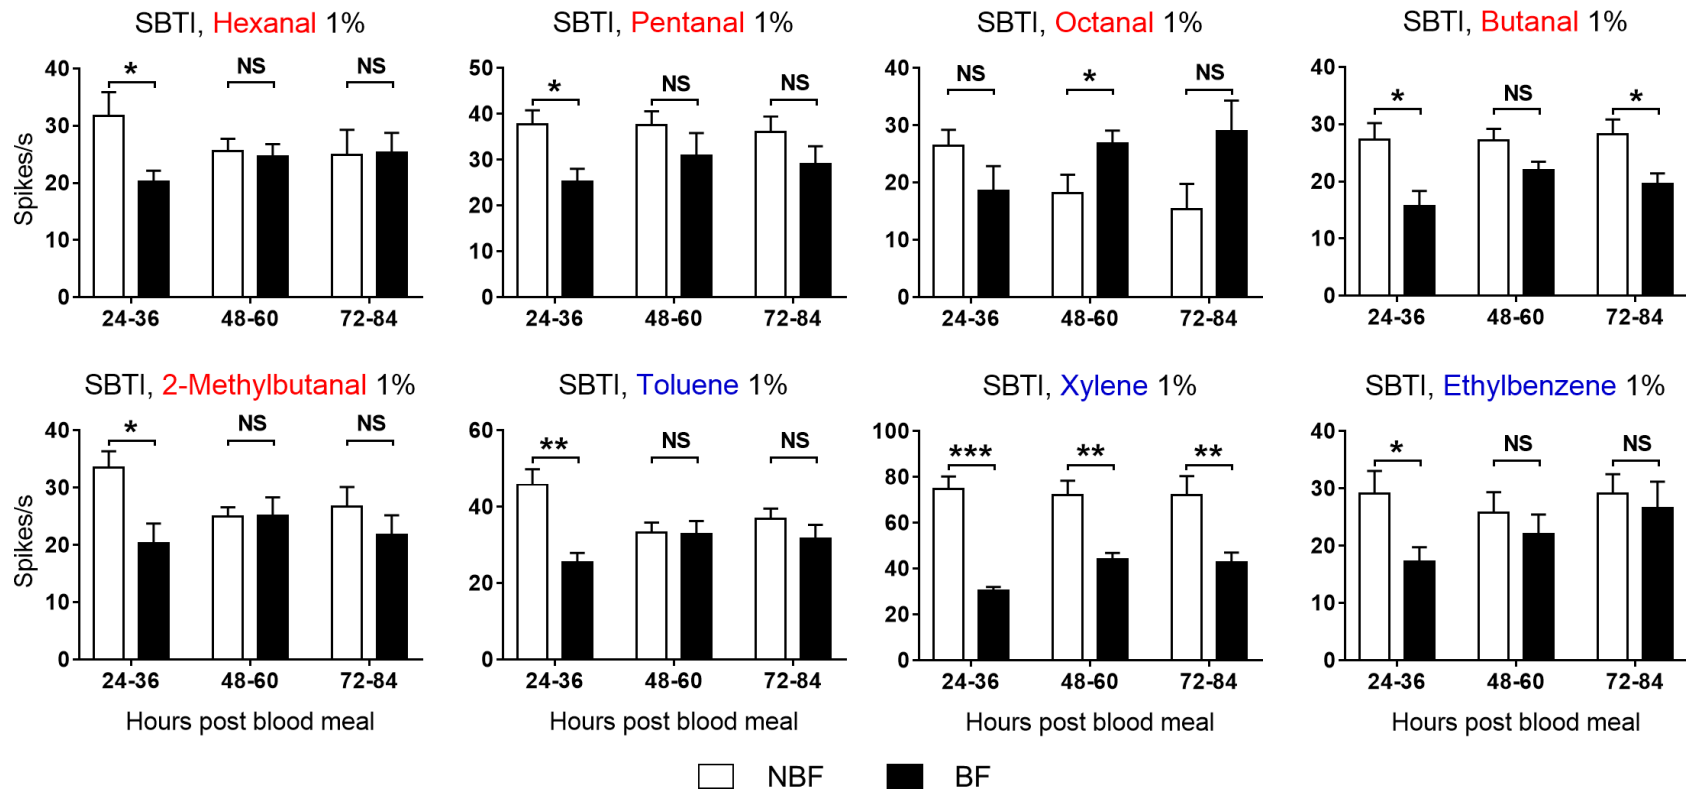 SBTI, Hexanal 1%
40
30
20
10
0
Spikes/s
*
NS
NS
24-36
48-60
72-84
SBTI, Pentanal 1%
50
40
30
20
10
0
*
NS
NS
24-36
48-60
72-84
SBTI, Octanal 1%
40
30
20
10
0
NS
*
NS
24-36
48-60
72-84
SBTI, Butanal 1%
40
30
20
10
0
*
NS
*
24-36
48-60
72-84
SBTI, 2-Methylbutanal 1%
40
30
20
10
0
Spikes/s
*
NS
NS
24-36
48-60
72-84
Hours post blood meal
SBTI, Toluene 1%
60
40
20
0
**
NS
NS
24-36
48-60
72-84
Hours post blood meal
SBTI, Xylene 1%
100
80
60
40
20
0
***
**
**
24-36
48-60
72-84
Hours post blood meal
SBTI, Ethylbenzene 1%
40
30
20
10
0
*
NS
NS
24-36
48-60
72-84
Hours post blood meal
NBF
BF